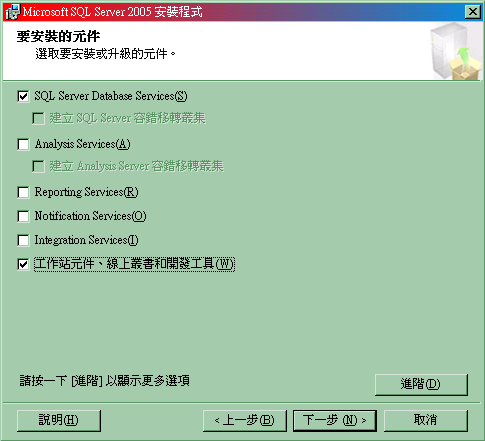 Microsoft SQL Server 2005 安裝程式
要安裝的元件
選取要安裝或升級的元件。
SQL Server Database Services(S)
建立 SQL Server 容錯移轉叢集
Analysis Services(A)
建立 Analysis Server 容錯移轉叢集
Reporting Services(R)
Notification Services(O)
Integration Services(I)
工作站元件、線上叢書和開發工具(W)
請按一下 [進階] 以顯示更多選項
進階(D)
說明(H)
< 上一步(B)
下一步 (N) >
取消